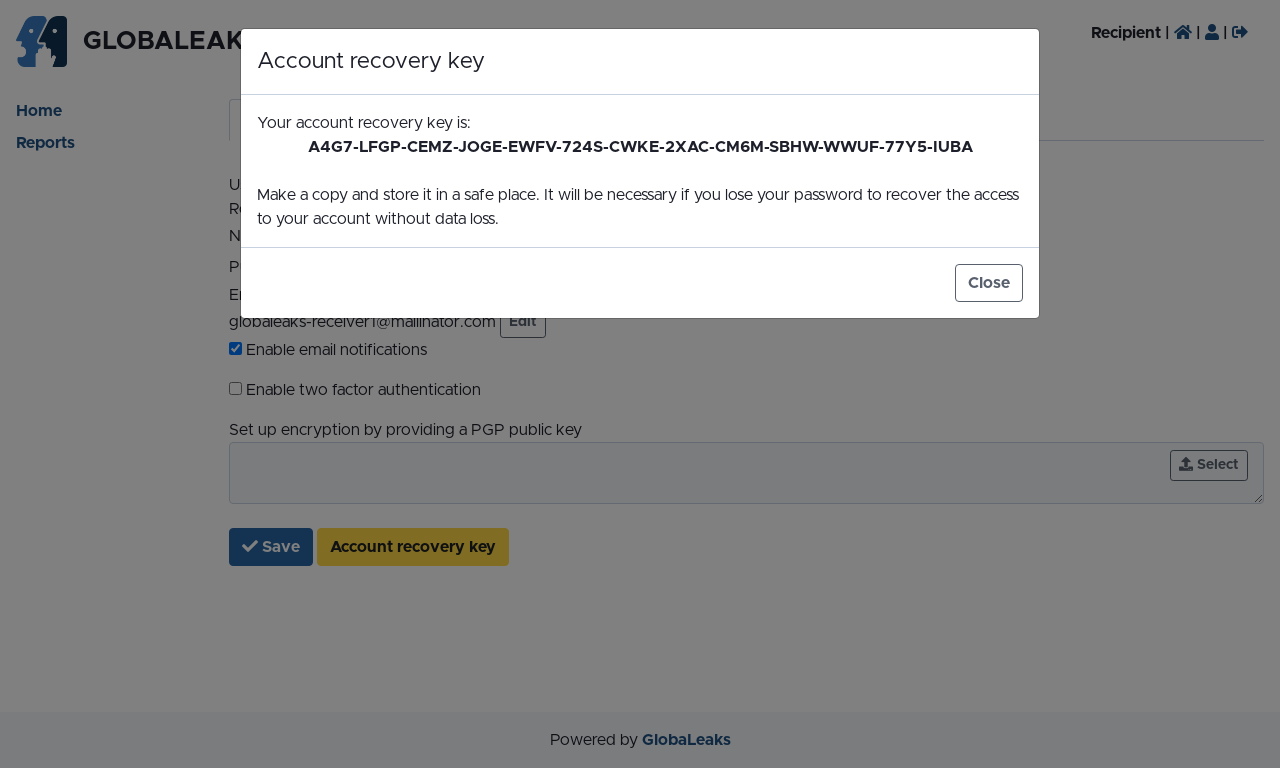 GLOBALEAK
Recipient | | |
Account recovery key
Home
Reports
Your account recovery key is:
A4G7-LFGP-CEMZ-JOGE-EWFV-724S-CWKE-2XAC-CM6M-SBHW-WWUF-77Y5-IUBA
Make a copy and store it in a safe place. It will be necessary if you lose your password to recover the access
to your account without data loss.
Close
globaleaks-receiver1@mailinator.com Edit
Enable email notifications
Enable two factor authentication
Set up encryption by providing a PGP public key
Select
Save
Account recovery key
Powered by GlobaLeaks